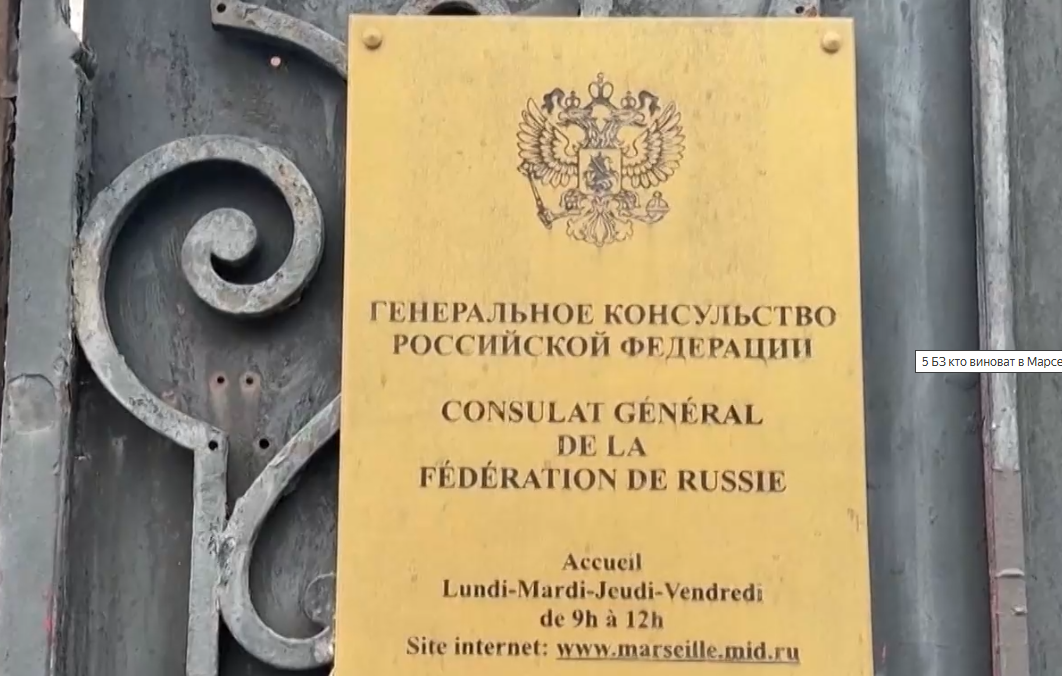 ГЕНЕРАЛЬНОЕ КОНСУЛЬСТВО
РОССИЙСКОЙ ФЕДЕРАЦИИ
CONSULAT GÉNÉRAL
DE LA
FÉDÉRATION DE RUSSIE
Accueil
Lundi-Mardi-Jeudi-Vendredi
de 9h à 12h
Site internet: www.marseille.mid.ru
5 БЗ кто виноват в Марсе